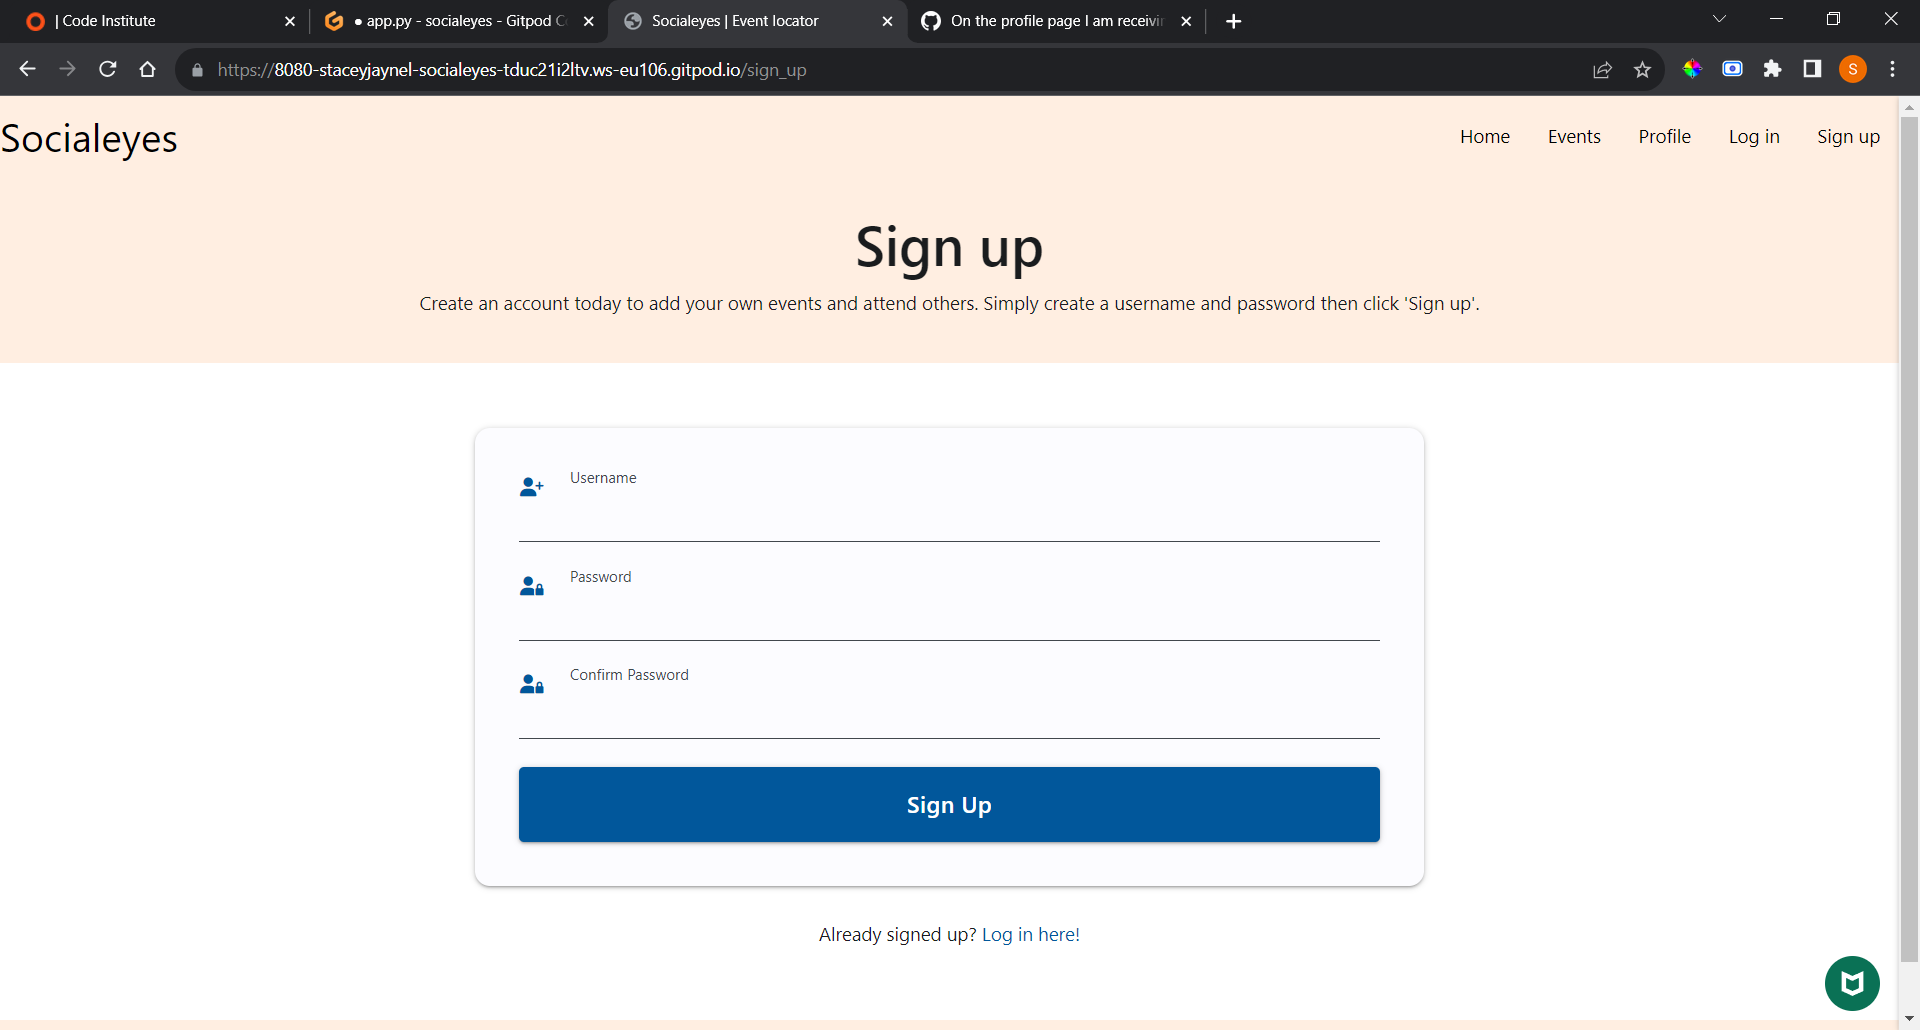 | Code Institute
● app.py - socialeyes - Gitpod C
Socialeyes | Event locator
On the profile page I am receivin
https://8080-staceyjaynel-socialeyes-tduc21i2ltv.ws-eu106.gitpod.io/sign_up
S
Socialeyes
Home
Events
Profile
Log in
Sign up
Sign up
Create an account today to add your own events and attend others. Simply create a username and password then click 'Sign up'.
Username
Password
Confirm Password
Sign Up
Already signed up? Log in here!